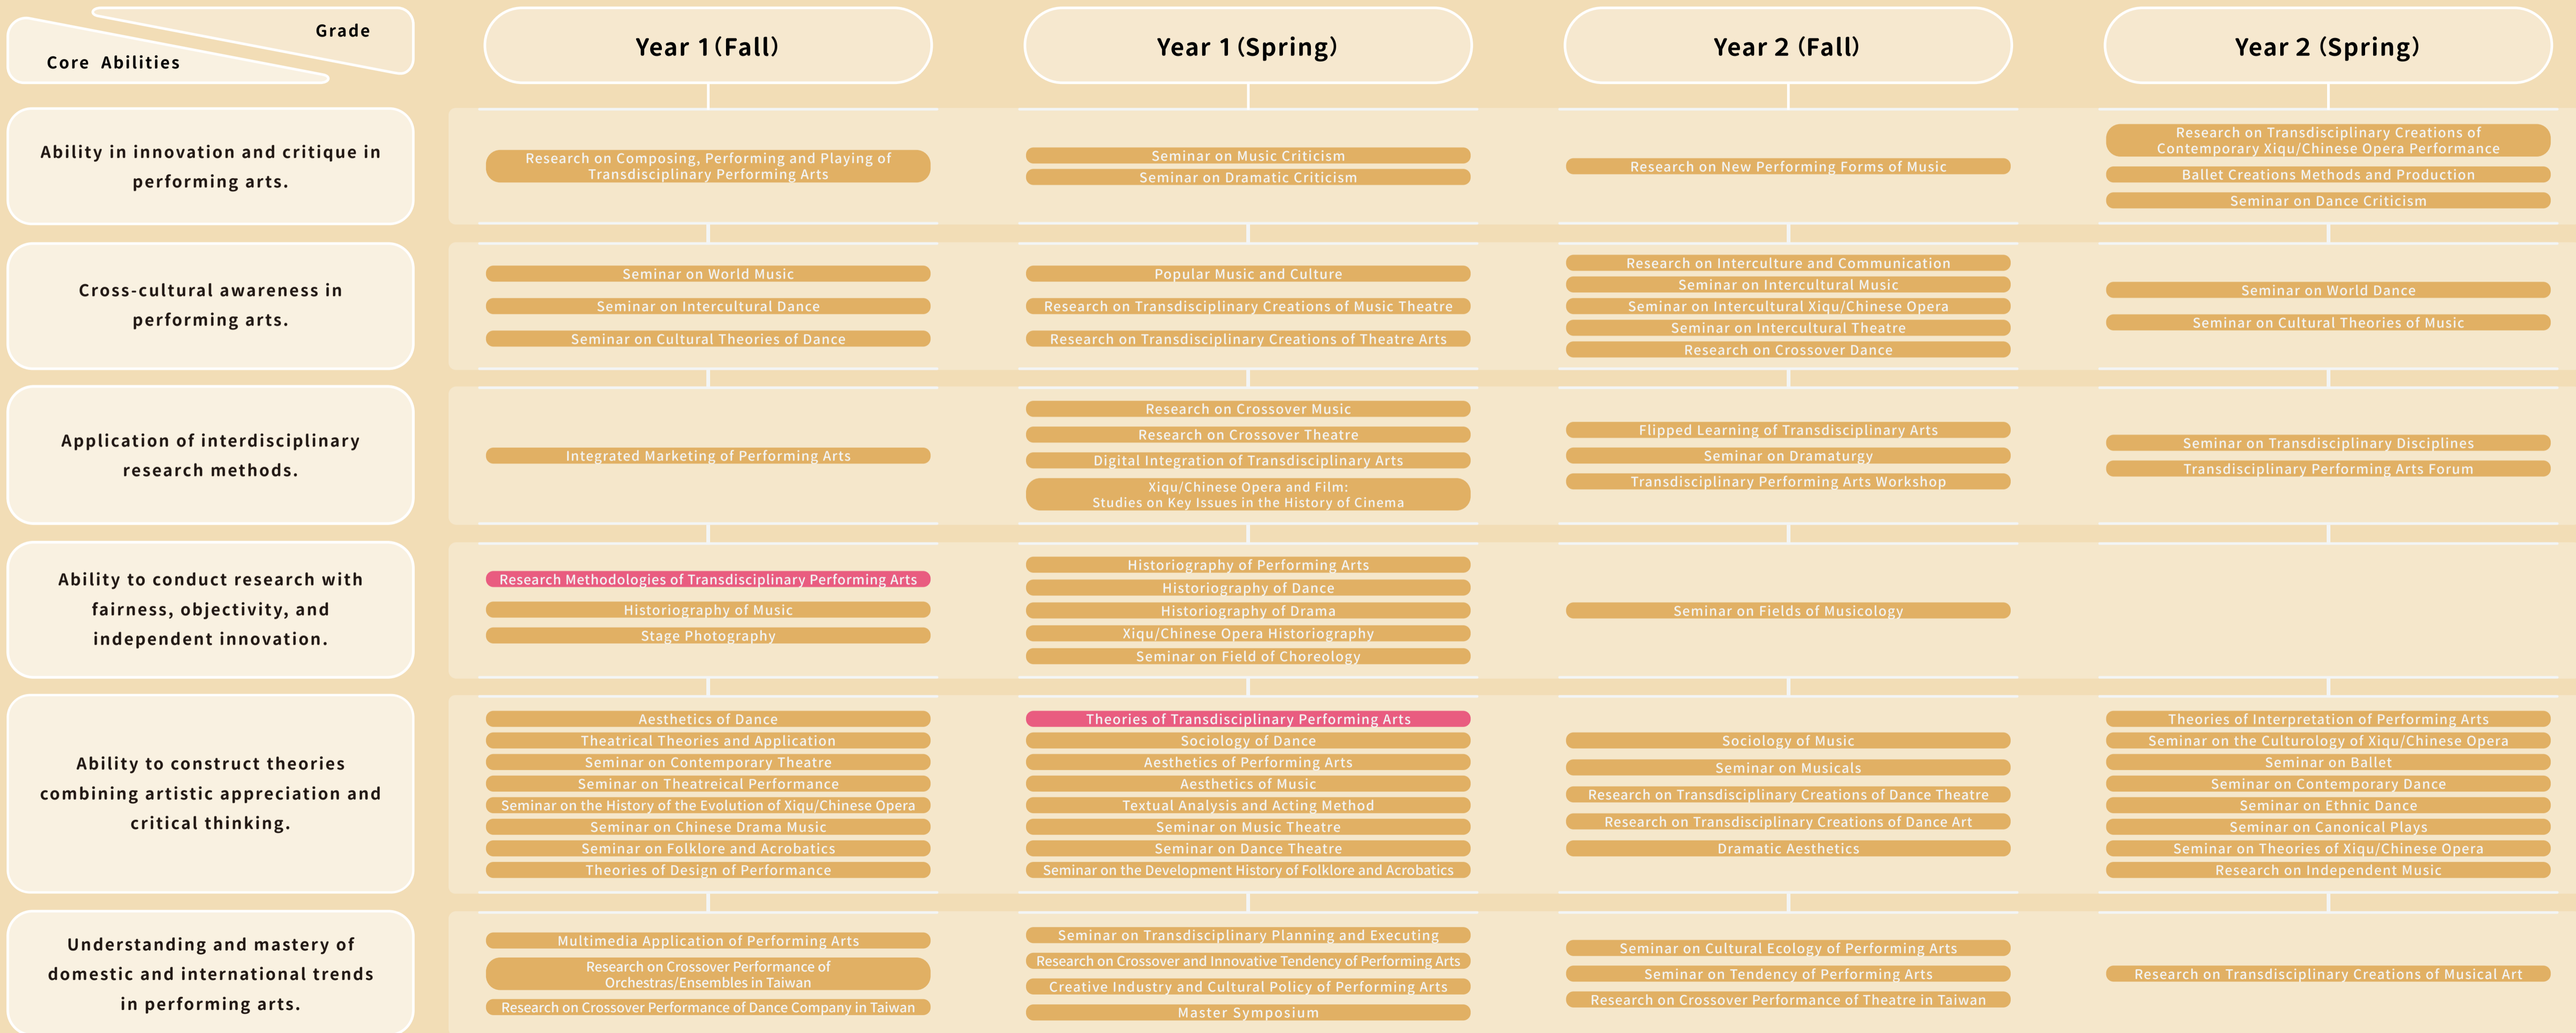 Grade
Core Abilities
Year 1 (Fall)
Year 1 (Spring)
Year 2 (Fall)
Year 2 (Spring)
Ability in innovation and critique in
performing arts.
Research on Composing, Performing and Playing of
Transdisciplinary Performing Arts
Seminar on Music Criticism
Seminar on Dramatic Criticism
Research on New Performing Forms of Music
Research on Transdisciplinary Creations of
Contemporary Xiqu/Chinese Opera Performance
Ballet Creations Methods and Production
Seminar on Dance Criticism
Cross-cultural awareness in
performing arts.
Seminar on World Music
Seminar on Intercultural Dance
Seminar on Cultural Theories of Dance
Popular Music and Culture
Research on Transdisciplinary Creations of Music Theatre
Research on Transdisciplinary Creations of Theatre Arts
Research on Interculture and Communication
Seminar on Intercultural Music
Seminar on Intercultural Xiqu/Chinese Opera
Seminar on Intercultural Theatre
Research on Crossover Dance
Seminar on World Dance
Seminar on Cultural Theories of Music
Application of interdisciplinary
research methods.
Integrated Marketing of Performing Arts
Research on Crossover Music
Research on Crossover Theatre
Digital Integration of Transdisciplinary Arts
Xiqu/Chinese Opera and Film:
Studies on Key Issues in the History of Cinema
Flipped Learning of Transdisciplinary Arts
Seminar on Dramaturgy
Transdisciplinary Performing Arts Workshop
Seminar on Transdisciplinary Disciplines
Transdisciplinary Performing Arts Forum
Ability to conduct research with
fairness, objectivity, and
independent innovation.
Research Methodologies of Transdisciplinary Performing Arts
Historiography of Music
Stage Photography
Historiography of Performing Arts
Historiography of Dance
Historiography of Drama
Xiqu/Chinese Opera Historiography
Seminar on Field of Choreology
Seminar on Fields of Musicology
Ability to construct theories
combining artistic appreciation and
critical thinking.
Aesthetics of Dance
Theatrical Theories and Application
Seminar on Contemporary Theatre
Seminar on Theatreical Performance
Seminar on the History of the Evolution of Xiqu/Chinese Opera
Seminar on Chinese Drama Music
Seminar on Folklore and Acrobatics
Theories of Design of Performance
Theories of Transdisciplinary Performing Arts
Sociology of Dance
Aesthetics of Performing Arts
Aesthetics of Music
Textual Analysis and Acting Method
Seminar on Music Theatre
Seminar on Dance Theatre
Seminar on the Development History of Folklore and Acrobatics
Sociology of Music
Seminar on Musicals
Research on Transdisciplinary Creations of Dance Theatre
Research on Transdisciplinary Creations of Dance Art
Dramatic Aesthetics
Theories of Interpretation of Performing Arts
Seminar on the Culturology of Xiqu/Chinese Opera
Seminar on Ballet
Seminar on Contemporary Dance
Seminar on Ethnic Dance
Seminar on Canonical Plays
Seminar on Theories of Xiqu/Chinese Opera
Research on Independent Music
Understanding and mastery of
domestic and international trends
in performing arts.
Multimedia Application of Performing Arts
Research on Crossover Performance of
Orchestras/Ensembles in Taiwan
Research on Crossover Performance of Dance Company in Taiwan
Seminar on Transdisciplinary Planning and Executing
Research on Crossover and Innovative Tendency of Performing Arts
Creative Industry and Cultural Policy of Performing Arts
Master Symposium
Seminar on Cultural Ecology of Performing Arts
Seminar on Tendency of Performing Arts
Research on Crossover Performance of Theatre in Taiwan
Research on Transdisciplinary Creations of Musical Art